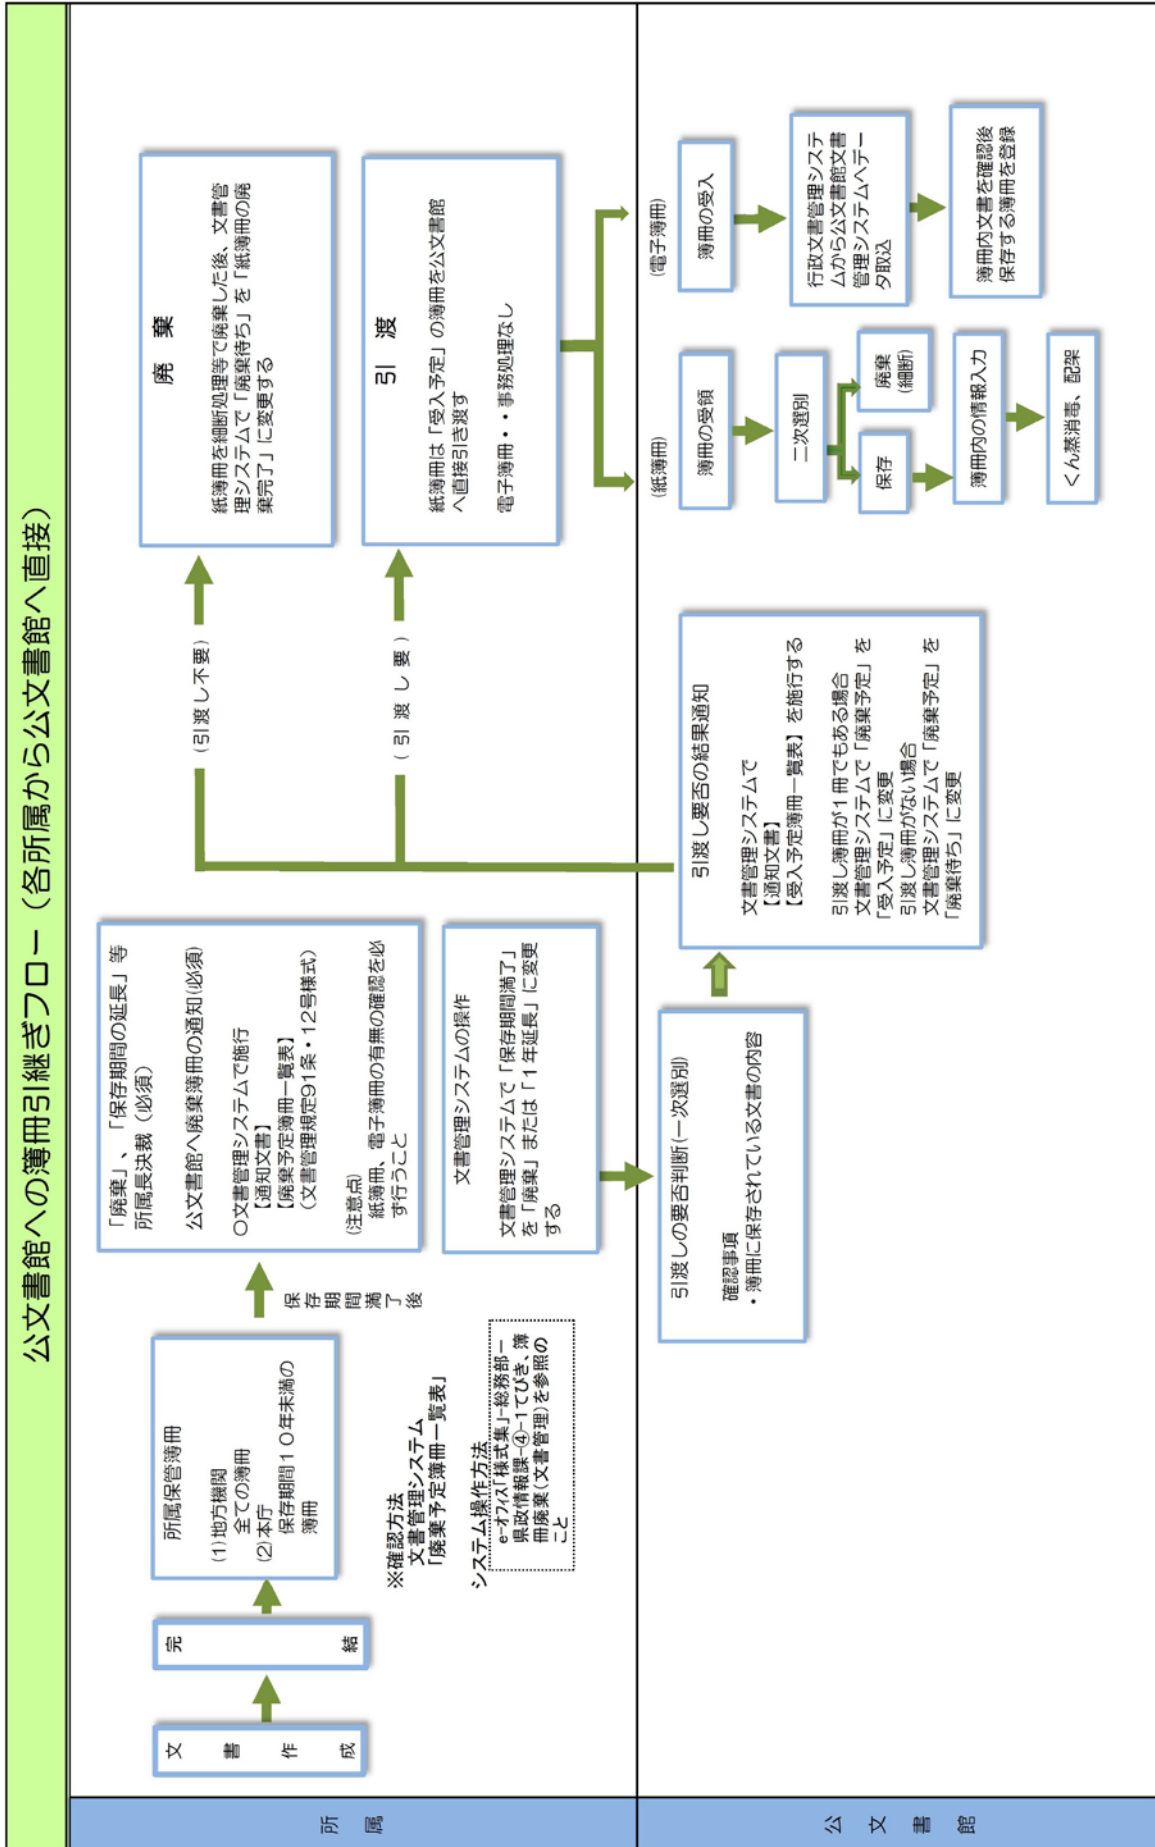 公文書館への簿冊引継ぎフロー（各所属から公文書館へ直接）
所属
文書作成
完結
所属保管簿冊
(1)地方機関
全ての簿冊
(2)本庁
保存期間１０年未満の
簿冊
※確認方法
文書管理システム
「廃棄予定簿冊一覧表」
システム操作方法
e-オフィス「様式集」-総務部-
県政情報課-④-1てびき、簿
冊廃棄(文書管理)を参照の
こと
保存期間満了後
「廃棄」、「保存期間の延長」等
所属長決裁（必須）
公文書館へ廃棄簿冊の通知(必須)
〇文書管理システムで施行
【通知文書】
【廃棄予定簿冊一覧表】
（文書管理規定91条・12号様式）
(注意点)
紙簿冊、電子簿冊の有無の確認を必
ず行うこと
文書管理システムの操作
文書管理システムで「保存期間満了」
を「廃棄」または「１年延長」に変更
する
(引渡し不要)
(引渡し要)
廃棄
紙簿冊を細断処理等で廃棄した後、文書管
理システムで「廃棄待ち」を「紙簿冊の廃
棄完了」に変更する
引渡
紙簿冊は「受入予定」の簿冊を公文書館
へ直接引き渡す
電子簿冊・・事務処理なし
公文書館
引渡しの要否判断(一次選別)
確認事項
・簿冊に保存されている文書の内容
引渡し要否の結果通知
文書管理システムで
【通知文書】
【受入予定簿冊一覧表】を施行する
引渡し簿冊が１冊でもある場合
文書管理システムで「廃棄予定」を
「受入予定」に変更
引渡し簿冊がない場合
文書管理システムで「廃棄予定」を
「廃棄待ち」に変更
(紙簿冊)
簿冊の受領
二次選別
保存
廃棄
(細断)
簿冊内の情報入力
くん蒸消毒、配架
(電子簿冊)
簿冊の受入
行政文書管理システ
ムから公文書館文書
管理システムへデー
タ取込
簿冊内文書を確認後
保存する簿冊を登録